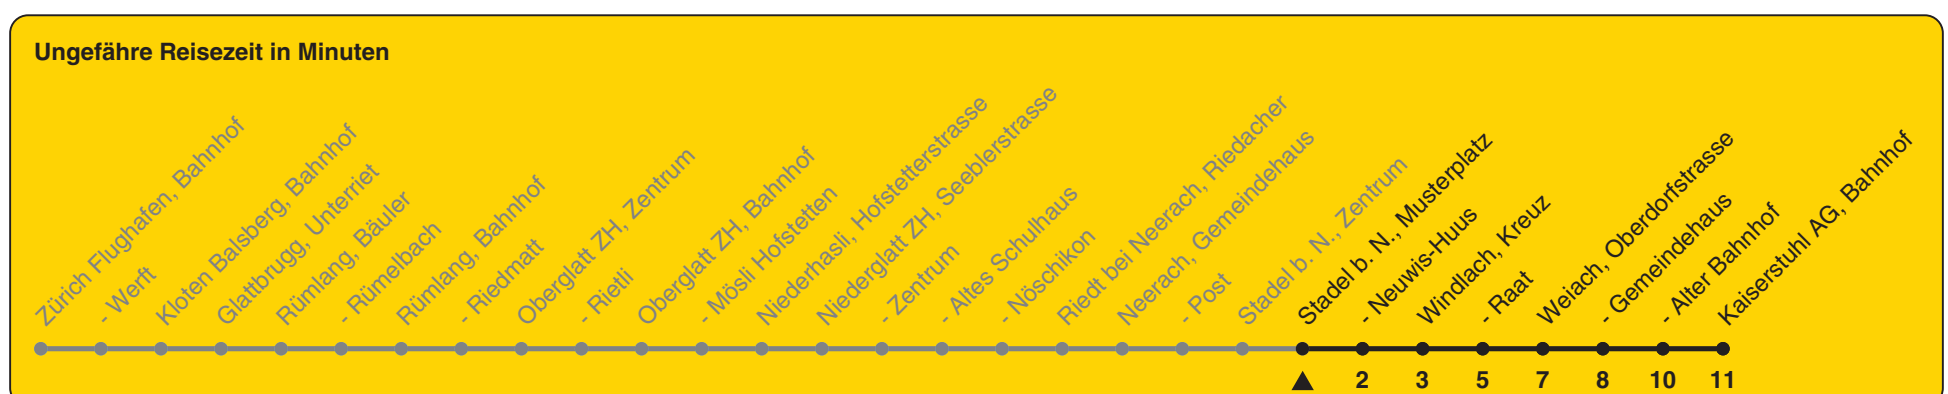 Ungefähre Reisezeit in Minuten
Zürich Flughafen, Bahnhof
- Werft
Kloten Balsberg, Bahnhof
Glattbrugg, Unterriet
Rümlang, Bäuler
- Rümelbach
Rümlang, Bahnhof
- Riedmatt
Oberglatt ZH, Zentrum
- Rietli
Oberglatt ZH, Bahnhof
- Mösli Hofstetten
Niederhasli, Hofstetterstrasse
Niederglatt ZH, Seeblerstrasse
- Zentrum
- Altes Schulhaus
- Nöschikon
Riedt bei Neerach, Riedacher
Neerach, Gemeindehaus
- Post
Stadel b. N., Zentrum
Stadel b. N., Musterplatz
- Neuwis-Huus
Windlach, Kreuz
- Raat
Weiach, Oberdorfstrasse
- Gemeindehaus
- Alter Bahnhof
Kaiserstuhl AG, Bahnhof
2 3 5 7 8 10 11